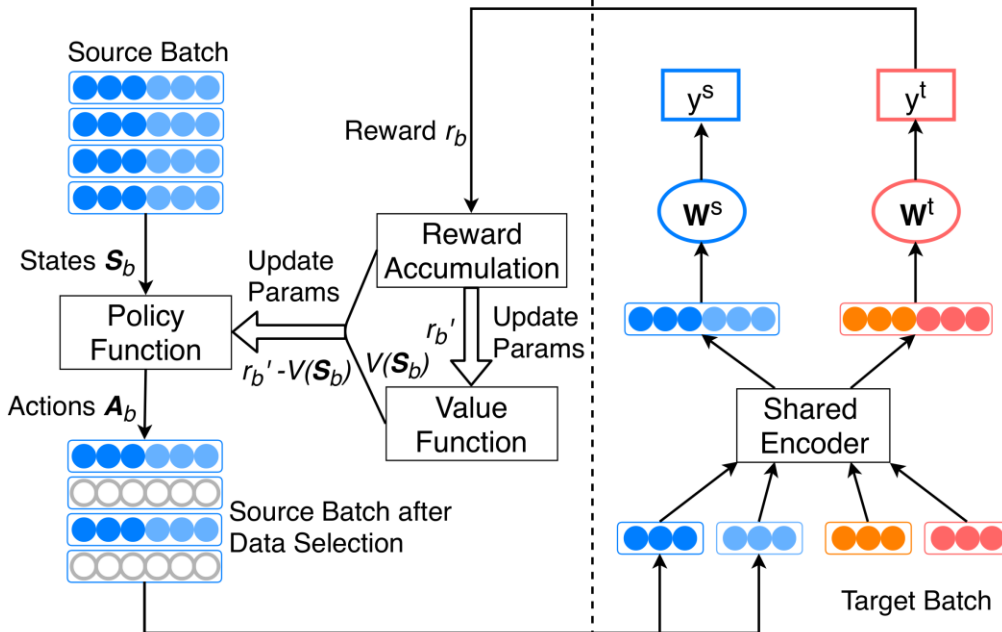 Source Batch
States S_b
Policy
Function
Actions A_b
Source Batch after
Data Selection
Update
Params
r_b' -V(S_b)
V(S_b)
Reward r_b
Reward
Accumulation
r_b'
Update
Params
Value
Function
y^s
y^t
W^s
W^t
Shared
Encoder
Target Batch